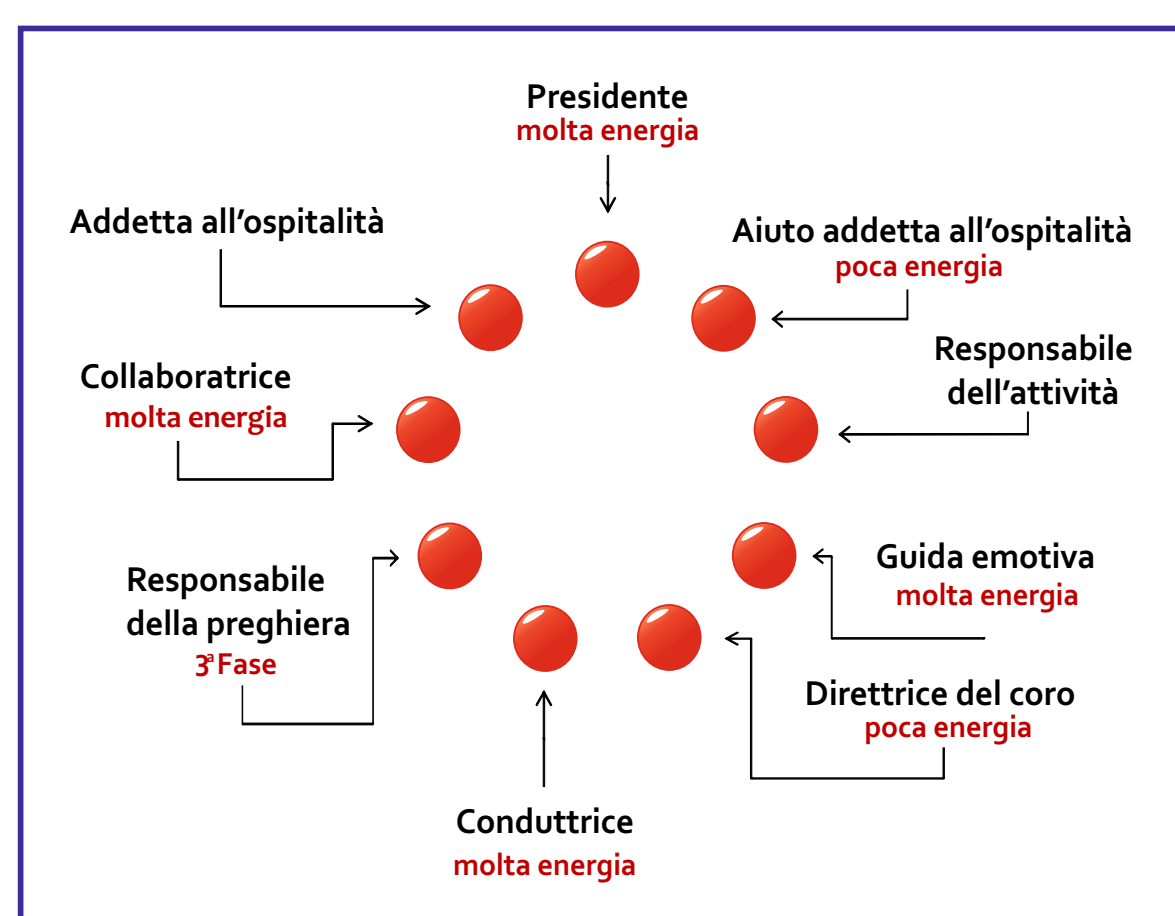 Presidente
molta energia
Addetta all'ospitalità
Aiuto addetta all'ospitalità
poca energia
Responsabile
dell'attività
Collaboratrice
molta energia
Guida emotiva
molta energia
Responsabile
della preghiera
3ª Fase
Direttrice del coro
poca energia
Conduttrice
molta energia